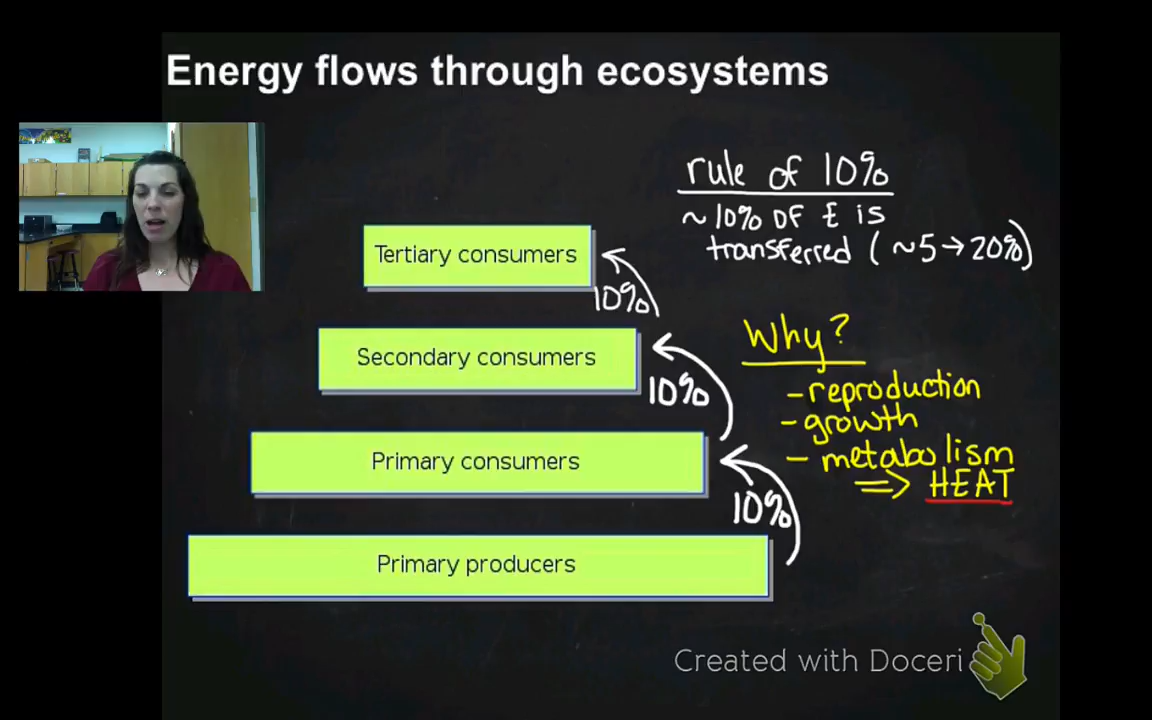 Energy flows through ecosystems
rule of 10%
~10% of E is
transferred (~5→20%)
Tertiary consumers
10%
Why?
Secondary consumers
10%
-reproduction
-growth
- metabolism
⇒ HEAT
Primary consumers
10%
Primary producers
Created with Doceri